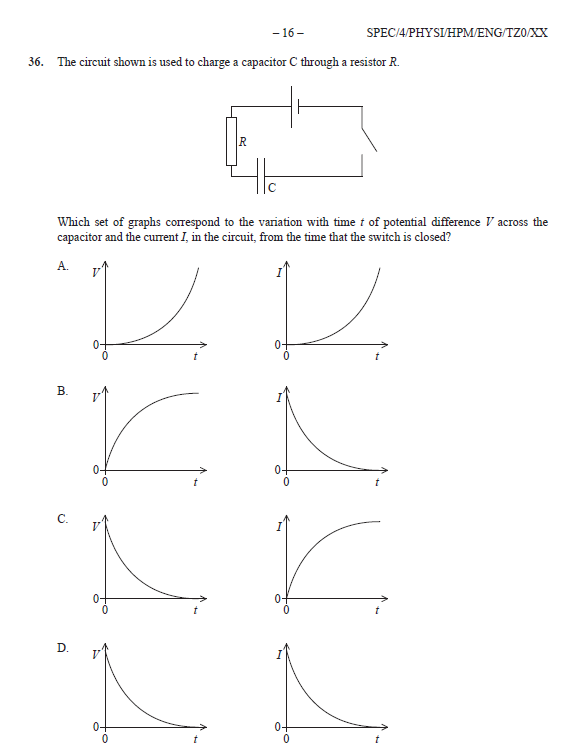 – 16 –
SPEC/4/PHYSI/HPM/ENG/TZ0/XX
36. The circuit shown is used to charge a capacitor C through a resistor R.
R
C
Which set of graphs correspond to the variation with time t of potential difference V across the
capacitor and the current I, in the circuit, from the time that the switch is closed?
A.
V
0
0
t
I
0
0
t
B.
V
0
0
t
I
0
0
t
C.
V
0
0
t
I
0
0
t
D.
V
0
0
t
I
0
0
t